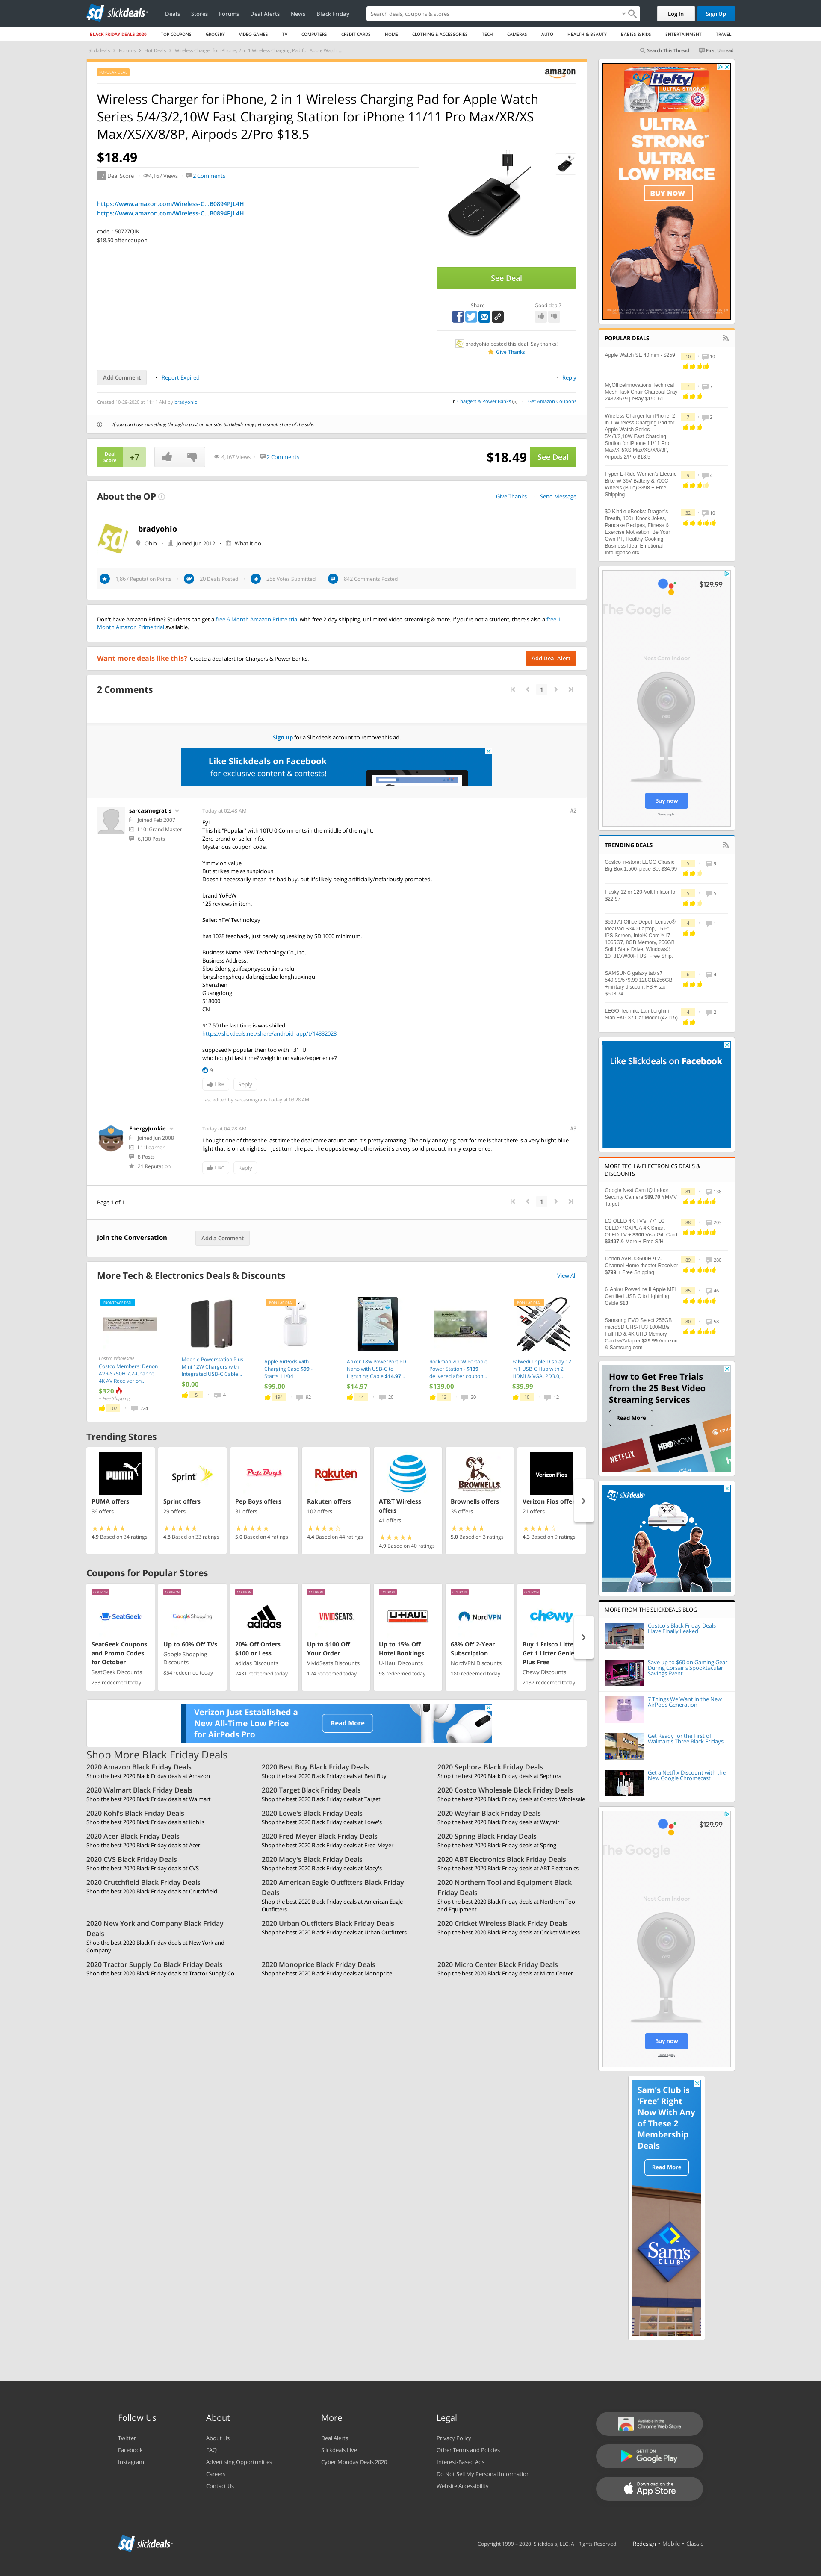 slickdeals
Deals
Stores
Forums
Deal Alerts
News
Black Friday
Search deals, coupons & stores
Log In
Sign Up
BLACK FRIDAY DEALS 2020
TOP COUPONS
GROCERY
VIDEO GAMES
TV
COMPUTERS
CREDIT CARDS
HOME
CLOTHING & ACCESSORIES
TECH
CAMERAS
AUTO
HEALTH & BEAUTY
BABIES & KIDS
ENTERTAINMENT
TRAVEL
Slickdeals > Forums > Hot Deals > Wireless Charger for iPhone, 2 in 1 Wireless Charging Pad for Apple Watch ...
Search This Thread
First Unread
POPULAR DEAL
amazon
Wireless Charger for iPhone, 2 in 1 Wireless Charging Pad for Apple Watch
Series 5/4/3/2,10W Fast Charging Station for iPhone 11/11 Pro Max/XR/XS
Max/XS/X/8/8P, Airpods 2/Pro $18.5
$18.49
+7 Deal Score
4,167 Views
2 Comments
https://www.amazon.com/Wireless-C...B0894PJL4H
https://www.amazon.com/Wireless-C...B0894PJL4H
code : 50727QIK
$18.50 after coupon
See Deal
Share
Good deal?
bradyohio posted this deal. Say thanks!
Give Thanks
Add Comment
Report Expired
Reply
Created 10-29-2020 at 11:11 AM by bradyohio
in Chargers & Power Banks (6)
Get Amazon Coupons
If you purchase something through a post on our site, Slickdeals may get a small share of the sale.
Deal
Score
+7
4,167 Views
2 Comments
$18.49
See Deal
About the OP
Give Thanks
Send Message
bradyohio
Ohio
Joined Jun 2012
What it do.
1,867 Reputation Points
20 Deals Posted
258 Votes Submitted
842 Comments Posted
Don't have Amazon Prime? Students can get a free 6-Month Amazon Prime trial with free 2-day shipping, unlimited video streaming & more. If you're not a student, there's also a free 1-
Month Amazon Prime trial available.
Want more deals like this? Create a deal alert for Chargers & Power Banks.
Add Deal Alert
2 Comments
1
Sign up for a Slickdeals account to remove this ad.
Like Slickdeals on Facebook
for exclusive content & contests!
sarcasmogratis
Joined Feb 2007
L10: Grand Master
6,130 Posts
Today at 02:48 AM
#2
Fyi
This hit "Popular" with 10TU 0 Comments in the middle of the night.
Zero brand or seller info.
Mysterious coupon code.
Ymmv on value
But strikes me as suspicious
Doesn't necessarily mean it's bad buy, but it's likely being artificially/nefariously promoted.
brand YoFeW
125 reviews in item.
Seller: YFW Technology
has 1078 feedback, just barely squeaking by SD 1000 minimum.
Business Name: YFW Technology Co.,Ltd.
Business Address:
Slou 2dong guifagongyequ jianshelu
longshengshequ dalangjiedao longhuaxinqu
Shenzhen
Guangdong
518000
CN
$17.50 the last time is was shilled
https://slickdeals.net/share/android_app/t/14332028
supposedly popular then too with +31TU
who bought last time? weigh in on value/experience?
9
Like
Reply
Last edited by sarcasmogratis Today at 03:28 AM
EnergyJunkie
Joined Jun 2008
L1: Learner
8 Posts
21 Reputation
Today at 04:28 AM
#3
I bought one of these the last time the deal came around and it's pretty amazing. The only annoying part for me is that there is a very bright blue
light that is on at night so I just turn the pad the opposite way otherwise it's a very solid product in my experience.
Like
Reply
Page 1 of 1
1
Join the Conversation
Add a Comment
More Tech & Electronics Deals & Discounts
View All
FRONTPAGE DEAL
Costco Wholesale
Costco Members: Denon
AVR-S750H 7.2-Channel
4K AV Receiver on...
$320
+ Free Shipping
102
224
Mophie Powerstation Plus
Mini 12W Chargers with
Integrated USB-C Cable...
$0.00
5
4
POPULAR DEAL
Apple AirPods with
Charging Case $99 -
Starts 11/04
$99.00
194
92
Anker 18w PowerPort PD
Nano with USB-C to
Lightning Cable $14.97...
$14.97
14
20
Rockman 200W Portable
Power Station - $139
delivered after coupon...
$139.00
13
30
POPULAR DEAL
Falwedi Triple Display 12
in 1 USB C Hub with 2
HDMI & VGA, PD3.0,...
$39.99
10
12
Trending Stores
PUMA
PUMA offers
36 offers
4.9 Based on 34 ratings
Sprint
Sprint offers
29 offers
4.8 Based on 33 ratings
Pep Boys
Pep Boys offers
31 offers
5.0 Based on 4 ratings
Rakuten
Rakuten offers
102 offers
4.4 Based on 44 ratings
AT&T Wireless
offers
41 offers
4.9 Based on 40 ratings
BROWNELLS
Brownells offers
35 offers
5.0 Based on 3 ratings
Verizon Fios
Verizon Fios offers
21 offers
4.3 Based on 9 ratings
Coupons for Popular Stores
COUPON
SeatGeek
SeatGeek Coupons
and Promo Codes
for October
SeatGeek Discounts
253 redeemed today
COUPON
Google Shopping
Up to 60% Off TVs
Google Shopping
Discounts
854 redeemed today
COUPON
adidas
20% Off Orders
$100 or Less
adidas Discounts
2431 redeemed today
COUPON
VIVIDSEATS
Up to $100 Off
Your Order
VividSeats Discounts
124 redeemed today
COUPON
U-HAUL
Up to 15% Off
Hotel Bookings
U-Haul Discounts
98 redeemed today
COUPON
NordVPN
68% Off 2-Year
Subscription
NordVPN Discounts
180 redeemed today
COUPON
chewy
Buy 1 Frisco Litter
Get 1 Litter Genie
Plus Free
Chewy Discounts
2137 redeemed today
Verizon Just Established a
New All-Time Low Price
for AirPods Pro
Read More
Shop More Black Friday Deals
2020 Amazon Black Friday Deals
Shop the best 2020 Black Friday deals at Amazon
2020 Best Buy Black Friday Deals
Shop the best 2020 Black Friday deals at Best Buy
2020 Sephora Black Friday Deals
Shop the best 2020 Black Friday deals at Sephora
2020 Walmart Black Friday Deals
Shop the best 2020 Black Friday deals at Walmart
2020 Target Black Friday Deals
Shop the best 2020 Black Friday deals at Target
2020 Costco Wholesale Black Friday Deals
Shop the best 2020 Black Friday deals at Costco Wholesale
2020 Kohl's Black Friday Deals
Shop the best 2020 Black Friday deals at Kohl's
2020 Lowe's Black Friday Deals
Shop the best 2020 Black Friday deals at Lowe's
2020 Wayfair Black Friday Deals
Shop the best 2020 Black Friday deals at Wayfair
2020 Acer Black Friday Deals
Shop the best 2020 Black Friday deals at Acer
2020 Fred Meyer Black Friday Deals
Shop the best 2020 Black Friday deals at Fred Meyer
2020 Spring Black Friday Deals
Shop the best 2020 Black Friday deals at Spring
2020 CVS Black Friday Deals
Shop the best 2020 Black Friday deals at CVS
2020 Macy's Black Friday Deals
Shop the best 2020 Black Friday deals at Macy's
2020 ABT Electronics Black Friday Deals
Shop the best 2020 Black Friday deals at ABT Electronics
2020 Crutchfield Black Friday Deals
Shop the best 2020 Black Friday deals at Crutchfield
2020 American Eagle Outfitters Black Friday
Deals
Shop the best 2020 Black Friday deals at American Eagle
Outfitters
2020 Northern Tool and Equipment Black
Friday Deals
Shop the best 2020 Black Friday deals at Northern Tool
and Equipment
2020 New York and Company Black Friday
Deals
Shop the best 2020 Black Friday deals at New York and
Company
2020 Urban Outfitters Black Friday Deals
Shop the best 2020 Black Friday deals at Urban Outfitters
2020 Cricket Wireless Black Friday Deals
Shop the best 2020 Black Friday deals at Cricket Wireless
2020 Tractor Supply Co Black Friday Deals
Shop the best 2020 Black Friday deals at Tractor Supply Co
2020 Monoprice Black Friday Deals
Shop the best 2020 Black Friday deals at Monoprice
2020 Micro Center Black Friday Deals
Shop the best 2020 Black Friday deals at Micro Center
Hefty
ULTRA STRONG
ULTRA
STRONG
ULTRA LOW
PRICE
BUY NOW
POPULAR DEALS
Apple Watch SE 40 mm - $259
10
10
MyOfficeInnovations Technical
Mesh Task Chair Charcoal Gray
24328579 | eBay $150.61
7
7
Wireless Charger for iPhone, 2
in 1 Wireless Charging Pad for
Apple Watch Series
5/4/3/2,10W Fast Charging
Station for iPhone 11/11 Pro
Max/XR/XS Max/XS/X/8/8P,
Airpods 2/Pro $18.5
7
2
Hyper E-Ride Women's Electric
Bike w/ 36V Battery & 700C
Wheels (Blue) $398 + Free
Shipping
9
4
$0 Kindle eBooks: Dragon's
Breath, 100+ Knock Jokes,
Pancake Recipes, Fitness &
Exercise Motivation, Be Your
Own PT, Healthy Cooking,
Business Idea, Emotional
Intelligence etc
32
10
$129.99
The Google
Nest Cam Indoor
Buy now
TRENDING DEALS
Costco in-store: LEGO Classic
Big Box 1,500-piece Set $34.99
5
9
Husky 12 or 120-Volt Inflator for
$22.97
5
5
$569 At Office Depot: Lenovo®
IdeaPad S340 Laptop, 15.6"
IPS Screen, Intel® Core™ i7
1065G7, 8GB Memory, 256GB
Solid State Drive, Windows®
10, 81VW00FTUS, Free Ship.
4
1
SAMSUNG galaxy tab s7
549.99/579.99 128GB/256GB
+military discount FS + tax
$508.74
6
4
LEGO Technic: Lamborghini
Sián FKP 37 Car Model (42115)
4
2
Like Slickdeals on Facebook
MORE TECH & ELECTRONICS DEALS &
DISCOUNTS
Google Nest Cam IQ Indoor
Security Camera $89.70 YMMV
Target
81
138
LG OLED 4K TV's: 77" LG
OLED77CXPUA 4K Smart
OLED TV + $300 Visa Gift Card
$3497 & More + Free S/H
88
203
Denon AVR-X3600H 9.2-
Channel Home theater Receiver
$799 + Free Shipping
89
280
6' Anker Powerline II Apple MFi
Certified USB C to Lightning
Cable $10
85
46
Samsung EVO Select 256GB
microSD UHS-I U3 100MB/s
Full HD & 4K UHD Memory
Card w/Adapter $29.99 Amazon
& Samsung.com
80
58
How to Get Free Trials
from the 25 Best Video
Streaming Services
Read More
NETFLIX
HBO NOW
slickdeals
MORE FROM THE SLICKDEALS BLOG
Costco's Black Friday Deals
Have Finally Leaked
Save up to $60 on Gaming Gear
During Corsair's Spooktacular
Savings Event
7 Things We Want in the New
AirPods Generation
Get Ready for the First of
Walmart's Three Black Fridays
Get a Netflix Discount with the
New Google Chromecast
$129.99
The Google
Nest Cam Indoor
Buy now
Sam's Club is
'Free' Right
Now With Any
of These 2
Membership
Deals
Read More
Sam's
CLUB
Follow Us
Twitter
Facebook
Instagram
About
About Us
FAQ
Advertising Opportunities
Careers
Contact Us
More
Deal Alerts
Slickdeals Live
Cyber Monday Deals 2020
Legal
Privacy Policy
Other Terms and Policies
Interest-Based Ads
Do Not Sell My Personal Information
Website Accessibility
Available in the
Chrome Web Store
GET IT ON
Google Play
Download on the
App Store
slickdeals
Copyright 1999 - 2020. Slickdeals, LLC. All Rights Reserved.
Redesign • Mobile • Classic